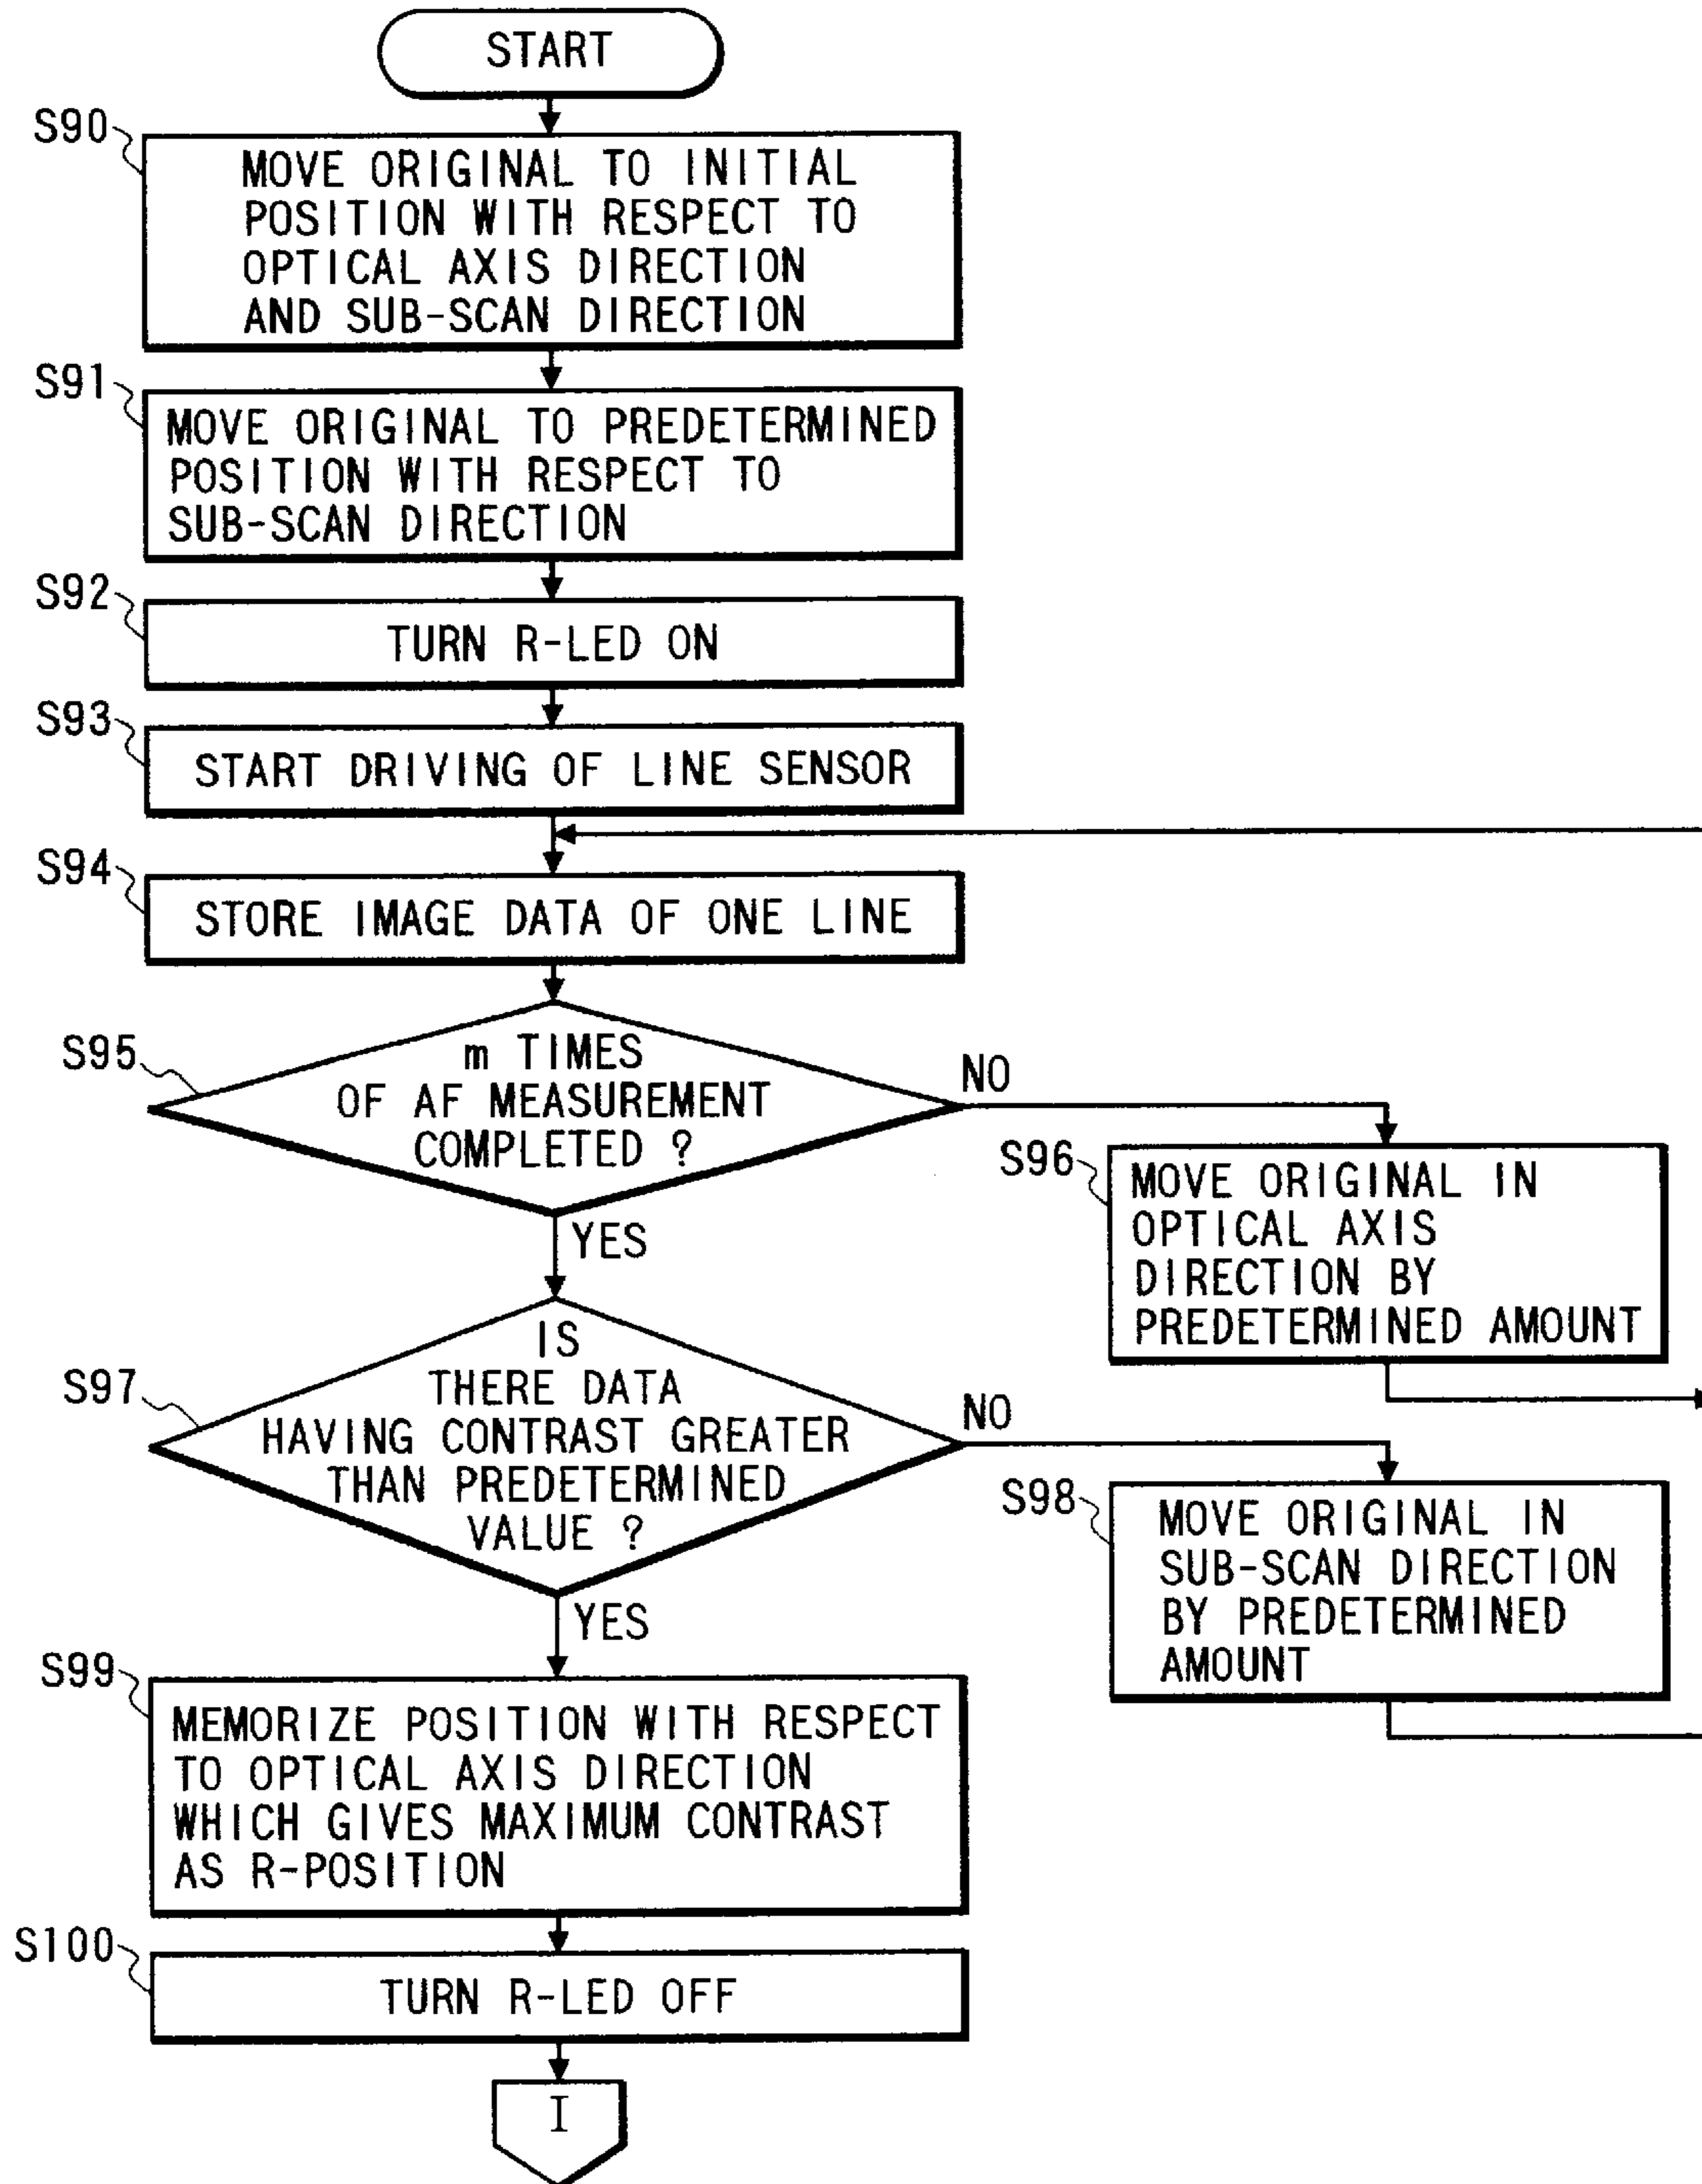 START
S90
MOVE ORIGINAL TO INITIAL
POSITION WITH RESPECT TO
OPTICAL AXIS DIRECTION
AND SUB-SCAN DIRECTION
S91
MOVE ORIGINAL TO PREDETERMINED
POSITION WITH RESPECT TO
SUB-SCAN DIRECTION
S92
TURN R-LED ON
S93
START DRIVING OF LINE SENSOR
S94
STORE IMAGE DATA OF ONE LINE
S95
m TIMES
OF AF MEASUREMENT
COMPLETED ?
NO
YES
S96
MOVE ORIGINAL IN
OPTICAL AXIS
DIRECTION BY
PREDETERMINED AMOUNT
S97
IS
THERE DATA
HAVING CONTRAST GREATER
THAN PREDETERMINED
VALUE ?
NO
YES
S98
MOVE ORIGINAL IN
SUB-SCAN DIRECTION
BY PREDETERMINED
AMOUNT
S99
MEMORIZE POSITION WITH RESPECT
TO OPTICAL AXIS DIRECTION
WHICH GIVES MAXIMUM CONTRAST
AS R-POSITION
S100
TURN R-LED OFF
I